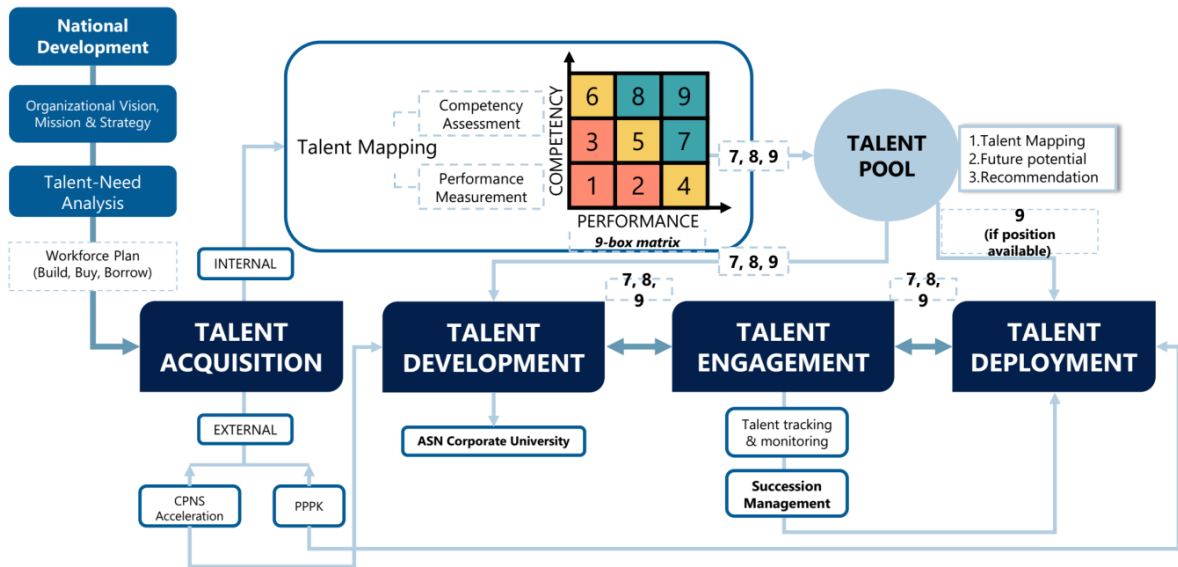 National
Development
Organizational Vision,
Mission & Strategy
Talent-Need
Analysis
Workforce Plan
(Build, Buy, Borrow)
INTERNAL
TALENT
ACQUISITION
EXTERNAL
CPNS
Acceleration
PPPK
Talent Mapping
Competency
Assessment
Performance
Measurement
COMPETENCY
6 8 9
3 5 7
1 2 4
PERFORMANCE
9-box matrix
7, 8, 9
TALENT
POOL
1.Talent Mapping
2.Future potential
3.Recommendation
9
(if position
available)
7, 8, 9
7, 8,
9
7, 8,
9
TALENT
DEVELOPMENT
ASN Corporate University
TALENT
ENGAGEMENT
Talent tracking
& monitoring
Succession
Management
TALENT
DEPLOYMENT